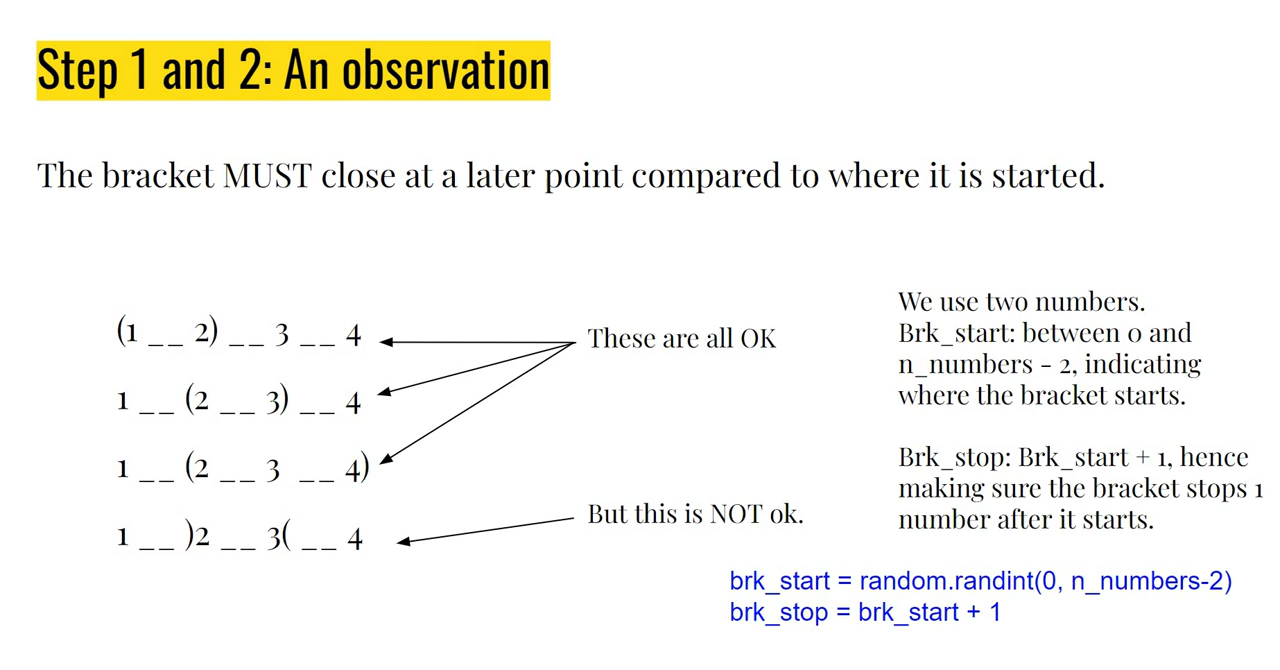 Step 1 and 2: An observation
The bracket MUST close at a later point compared to where it is started.
(1 __ 2) __ 3 __ 4
1 __ (2 __ 3) __ 4
1 __ (2 __ 3 __ 4)
1 __ )2 __ 3( __ 4
These are all OK
But this is NOT ok.
We use two numbers.
Brk_start: between 0 and
n_numbers - 2, indicating
where the bracket starts.
Brk_stop: Brk_start + 1, hence
making sure the bracket stops 1
number after it starts.
brk_start = random.randint(0, n_numbers-2)
brk_stop = brk_start + 1